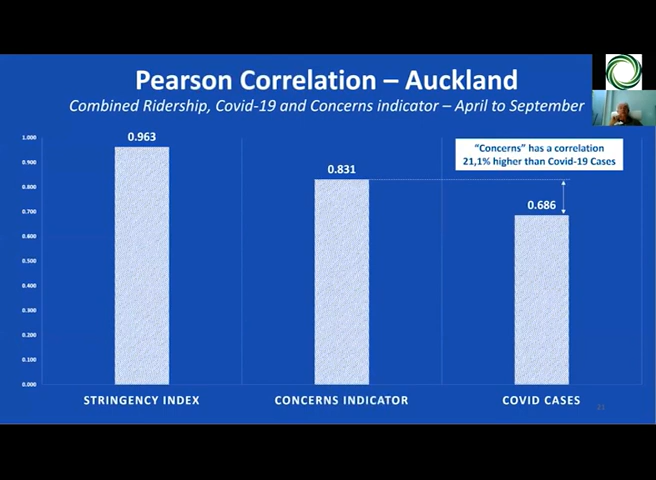 Pearson Correlation – Auckland
Combined Ridership, Covid-19 and Concerns indicator – April to September
"Concerns" has a correlation
21,1% higher than Covid-19 Cases
1.000
0.900
0.800
0.700
0.600
0.500
0.400
0.300
0.200
0.100
0.000
0.963
0.831
0.686
STRINGENCY INDEX
CONCERNS INDICATOR
COVID CASES
21